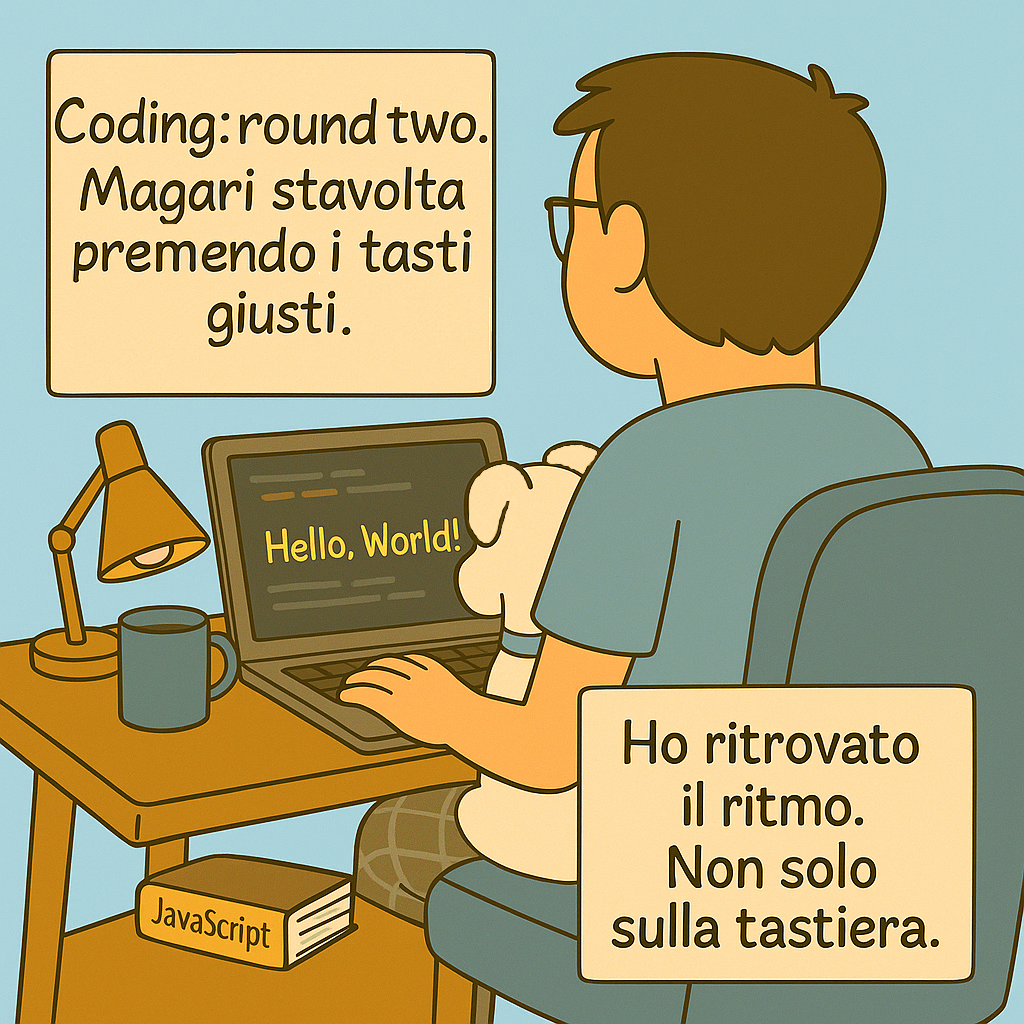 Coding: round two.
Magari stavolta
premendo i tasti
giusti.
Hello, World!
JavaScript
Ho ritrovato
il ritmo.
Non solo
sulla tastiera.